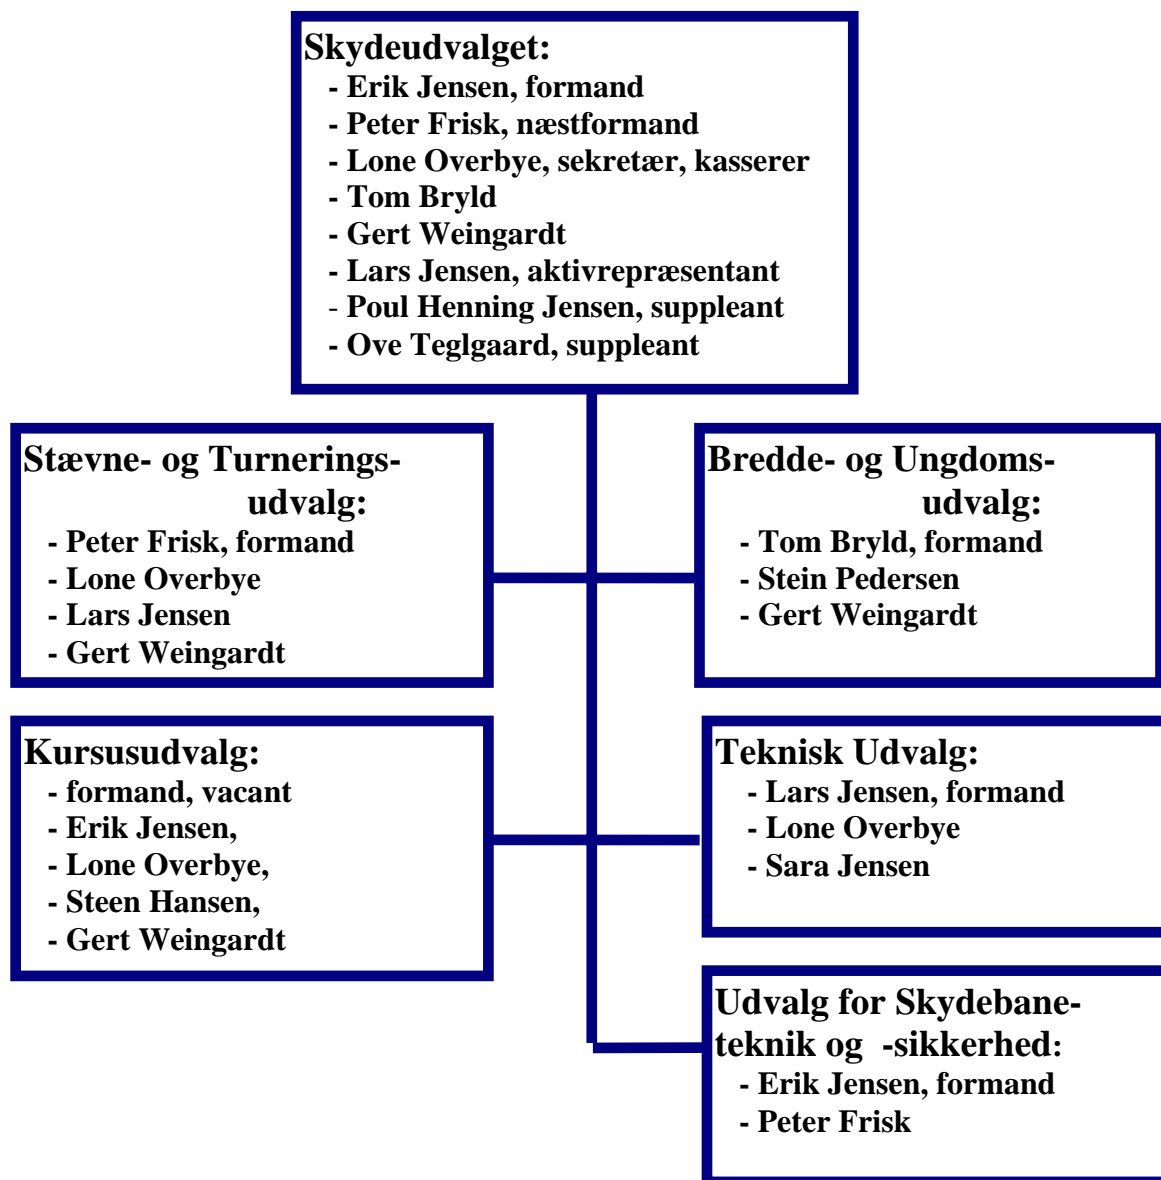 Skydeudvalget:
- Erik Jensen, formand
- Peter Frisk, næstformand
- Lone Overbye, sekretær, kasserer
- Tom Bryld
- Gert Weingardt
- Lars Jensen, aktivrepræsentant
- Poul Henning Jensen, suppleant
- Ove Teglgaard, suppleant
Stævne- og Turnerings-
udvalg:
- Peter Frisk, formand
- Lone Overbye
- Lars Jensen
- Gert Weingardt
Bredde- og Ungdoms-
udvalg:
- Tom Bryld, formand
- Stein Pedersen
- Gert Weingardt
Kursusudvalg:
- formand, vacant
- Erik Jensen,
- Lone Overbye,
- Steen Hansen,
- Gert Weingardt
Teknisk Udvalg:
- Lars Jensen, formand
- Lone Overbye
- Sara Jensen
Udvalg for Skydebane-
teknik og -sikkerhed:
- Erik Jensen, formand
- Peter Frisk